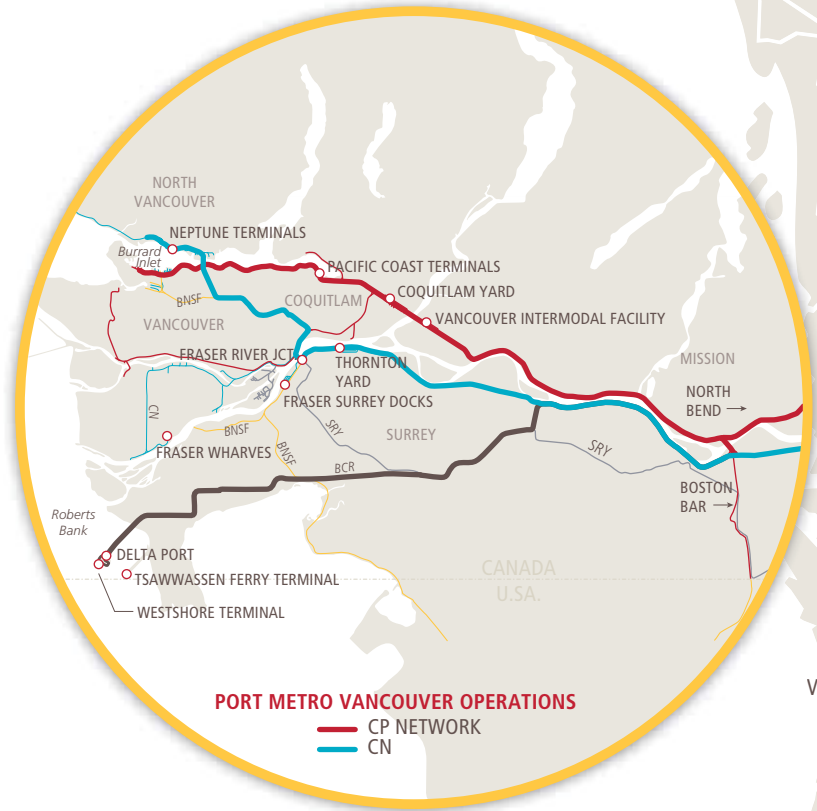 NORTH
VANCOUVER
NEPTUNE TERMINALS
Burrard
Inlet
PACIFIC COAST TERMINALS
COQUITLAM YARD
BNSF
COQUITLAM
VANCOUVER
VANCOUVER INTERMODAL FACILITY
FRASER RIVER JCT
THORNTON
YARD
MISSION
NORTH
BEND
FRASER SURREY DOCKS
CN
BNSF
SRY
SURREY
FRASER WHARVES
BNSF
BCR
SRY
BOSTON
BAR
Roberts
Bank
DELTA PORT
TSAWWASSEN FERRY TERMINAL
WESTSHORE TERMINAL
CANADA
U.S.A.
PORT METRO VANCOUVER OPERATIONS
CP NETWORK
CN
V